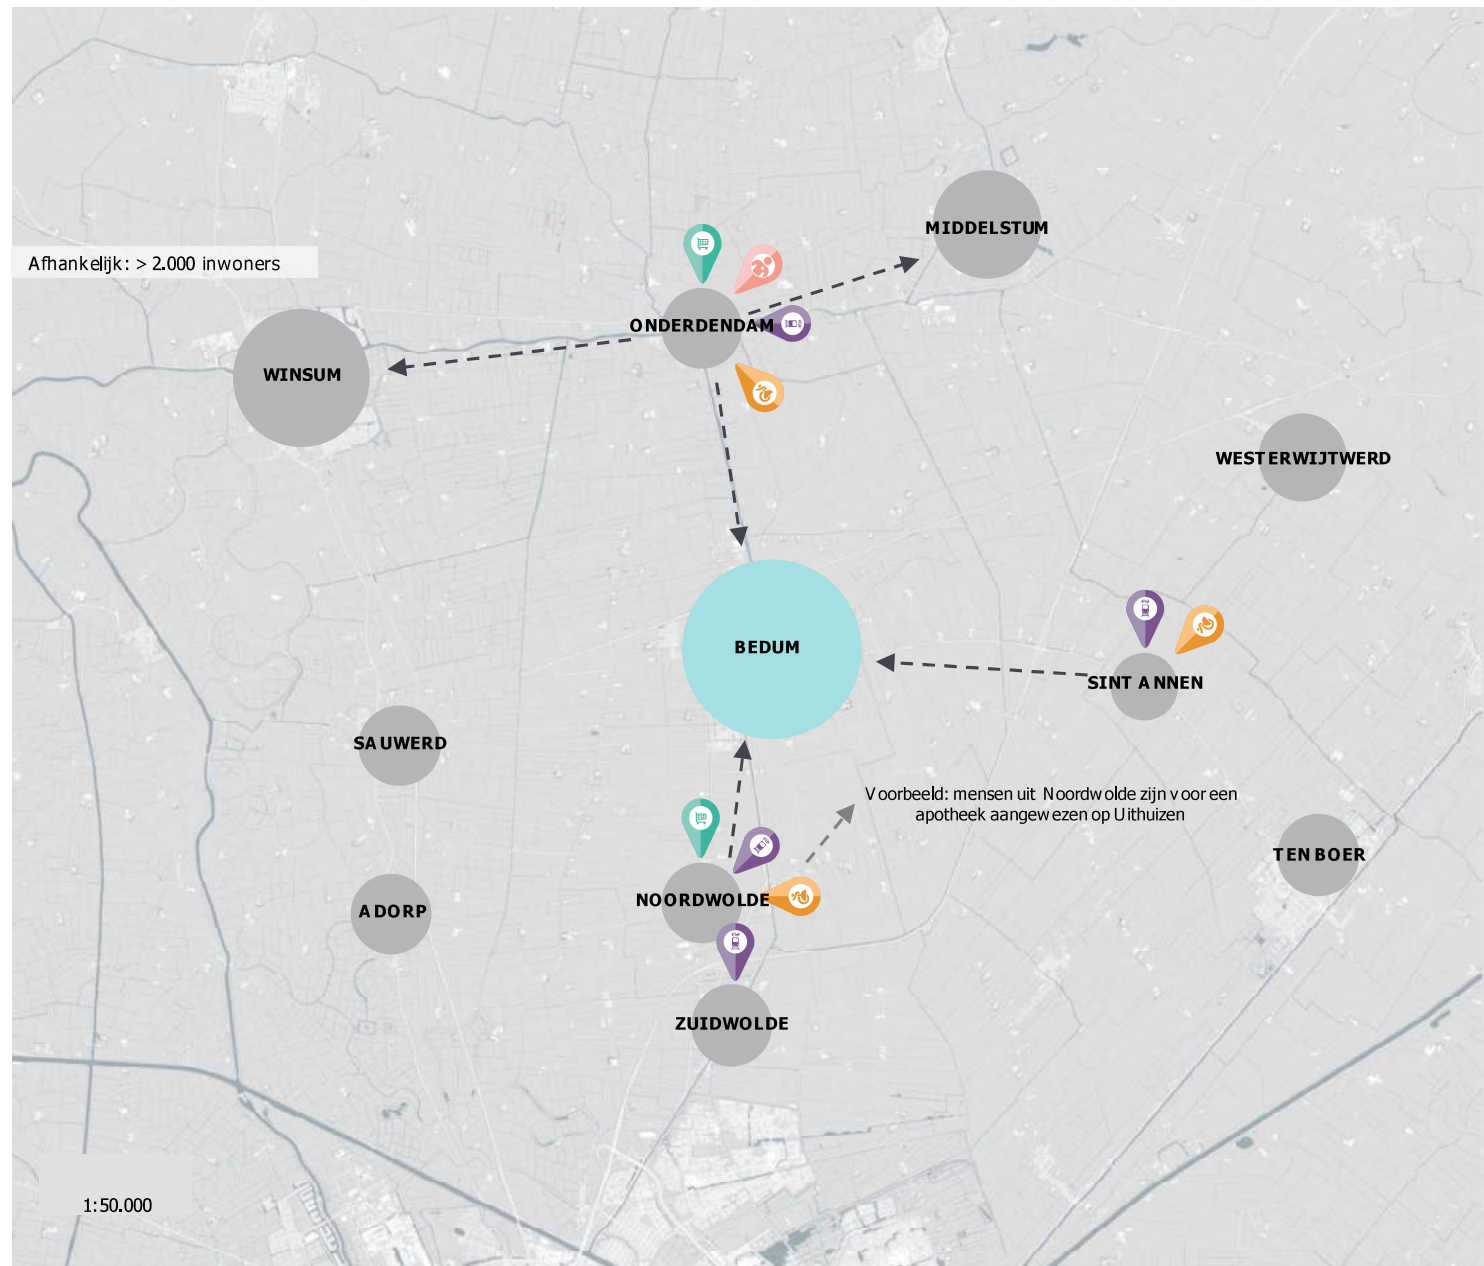 MIDDELSTUM
Afhankelijk: > 2.000 inwoners
ONDERDENDAM
WINSUM
WESTERWIJTWERD
BEDUM
SINT ANNEN
SAUWERD
Voorbeeld: mensen uit Noordwolde zijn voor een
apotheek aangewezen op Uithuizen
TEN BOER
NOORDWOLDE
ADORP
ZUIDWOLDE
1:50.000